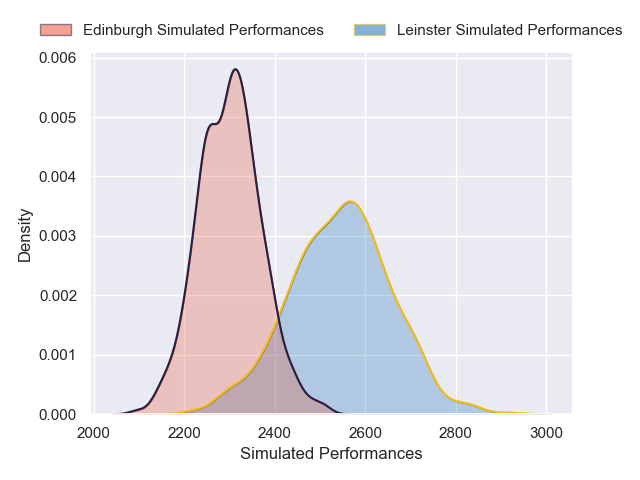 Edinburgh Simulated Performances
Leinster Simulated Performances
0.006
0.005
0.004
0.003
0.002
0.001
0.000
Density
2000 2200 2400 2600 2800 3000
Simulated Performances